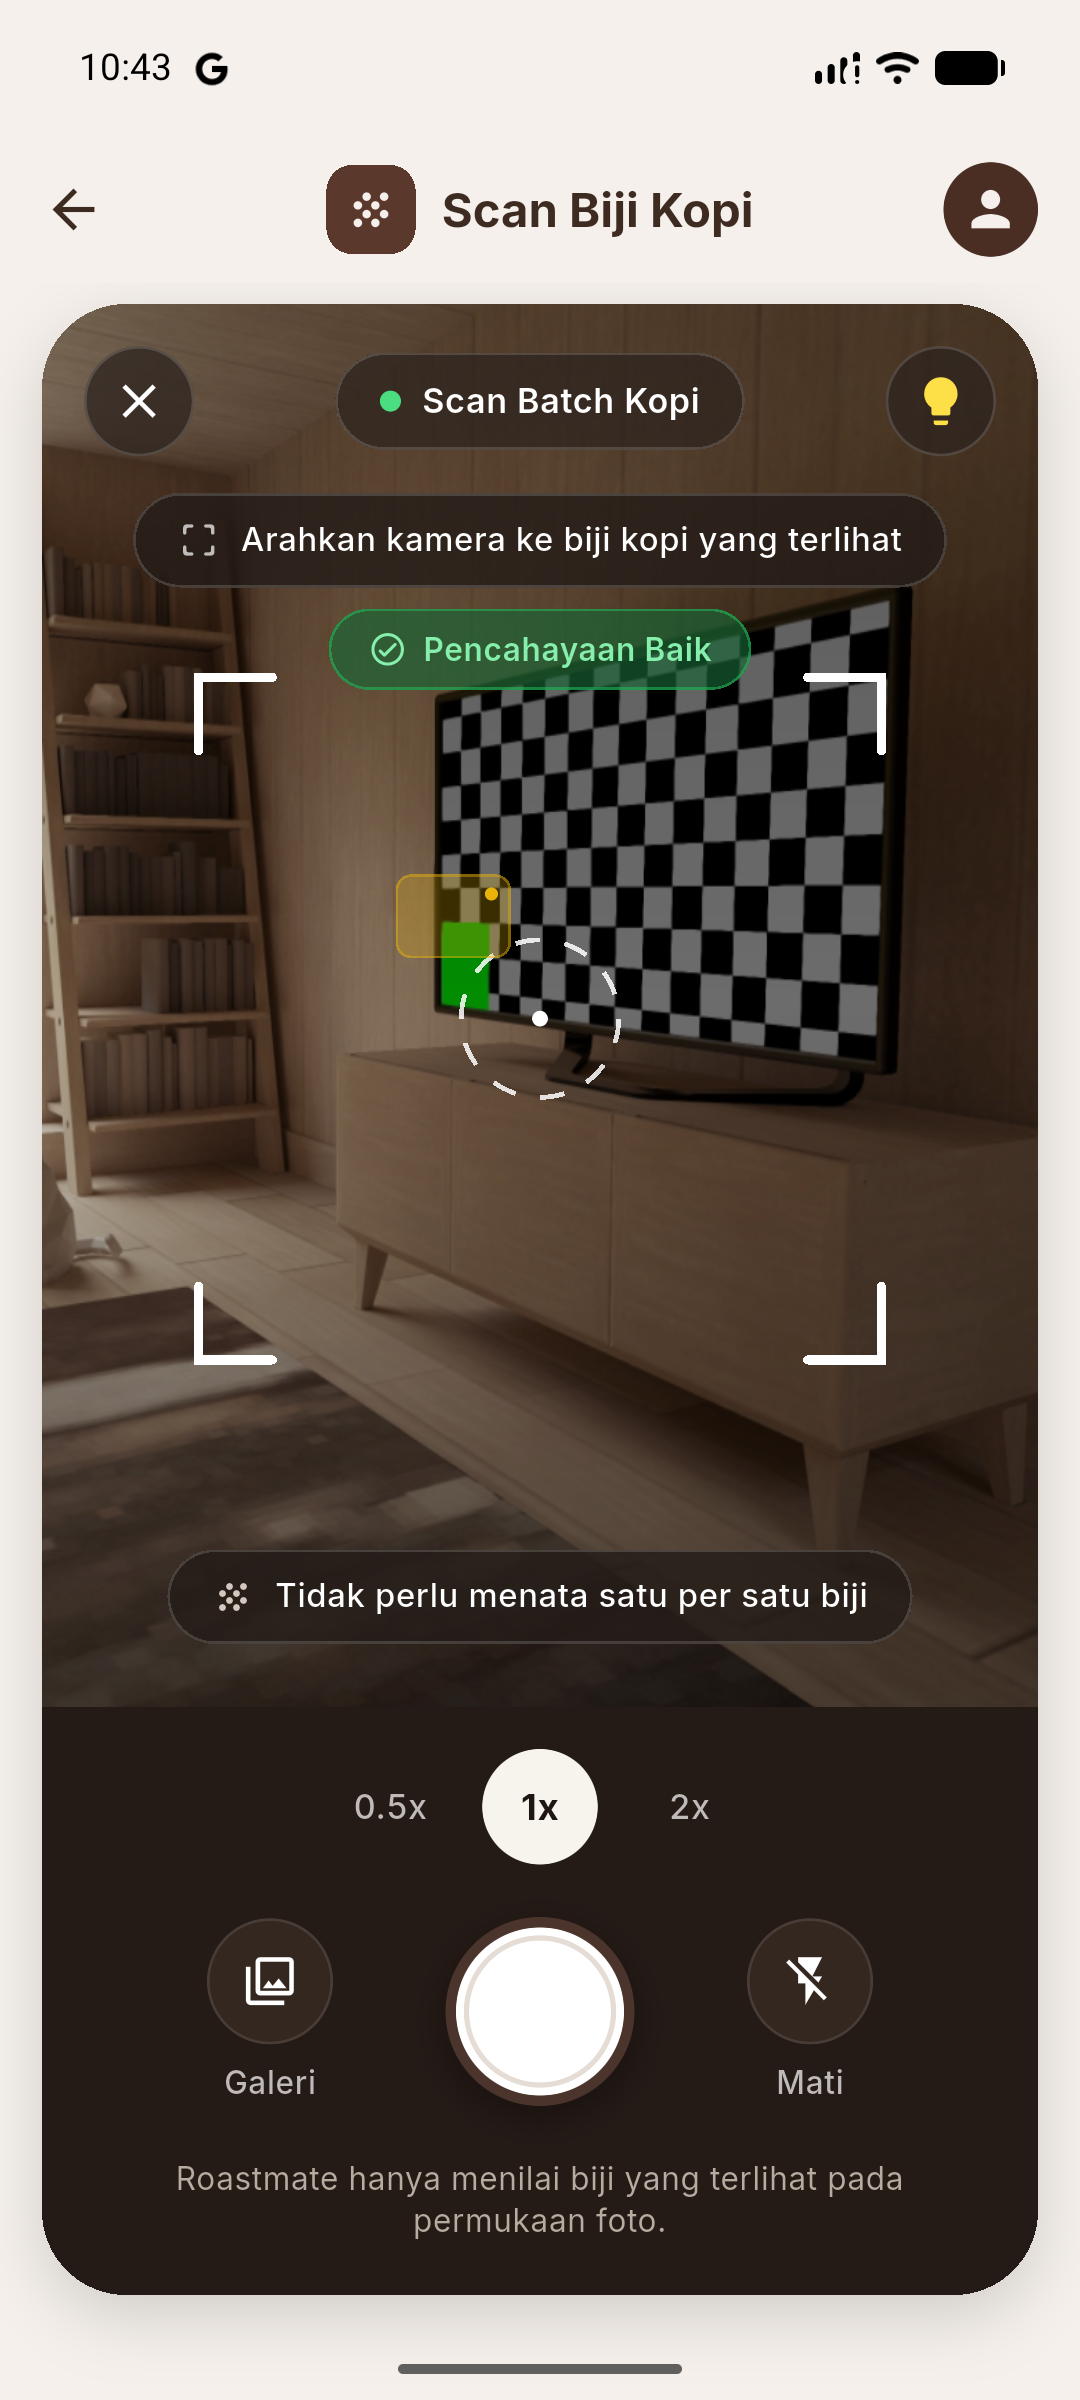 10:43
Scan Biji Kopi
Scan Batch Kopi
Arahkan kamera ke biji kopi yang terlihat
Pencahayaan Baik
Tidak perlu menata satu per satu biji
0.5x 1x 2x
Galeri Mati
Roastmate hanya menilai biji yang terlihat pada
permukaan foto.